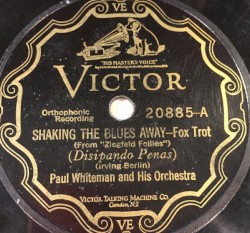 VE
"HIS MASTER'S VOICE"
VICTOR
Orthophonic
Recording
20885-A
SHAKING THE BLUES AWAY-Fox Trot
(From "Ziegfeld Follies")
(Disipando Penas)
(Irving Berlin)
Paul Whiteman and His Orchestra
VICTOR TALKING MACHINE CO.
Camden, N.J.
VE